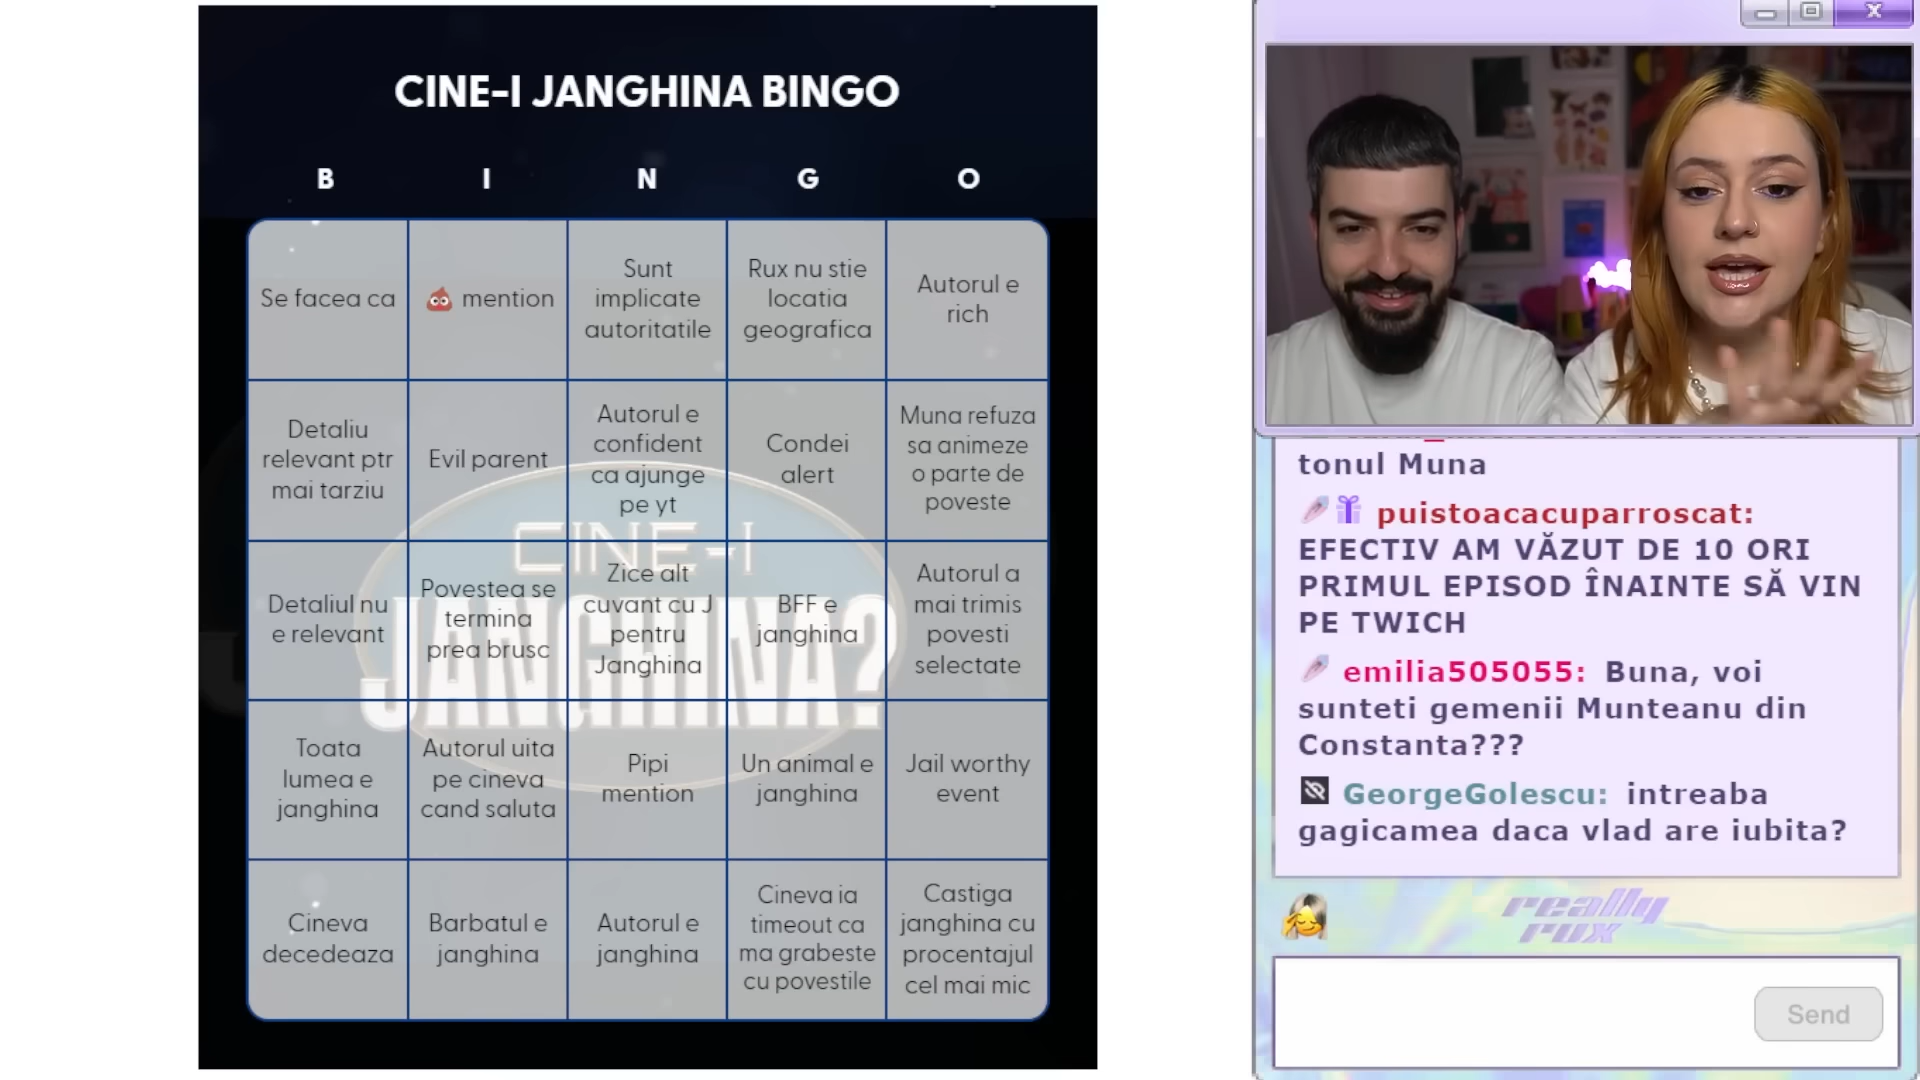 CINE-I JANGHINA BINGO
B I N G O
Se facea ca
💩 mention
Sunt
implicate
autoritatile
Rux nu stie
locatia
geografica
Autorul e
rich
Detaliu
relevant ptr
mai tarziu
Evil parent
Autorul e
confident
ca ajunge
pe yt
Condei
alert
Muna refuza
sa animeze
o parte de
poveste
Detaliul nu
e relevant
Povestea se
termina
prea brusc
Zice alt
cuvant cu J
pentru
Janghina
BFF e
janghina
Autorul a
mai trimis
povesti
selectate
Toata
lumea e
janghina
Autorul uita
pe cineva
cand saluta
Pipi
mention
Un animal e
janghina
Jail worthy
event
Cineva
decedeaza
Barbatul e
janghina
Autorul e
janghina
Cineva ia
timeout ca
ma grabeste
cu povestile
Castiga
janghina cu
procentajul
cel mai mic
CINE-I
JANGHINA?
tonul Muna
puistoacacuparroscat:
EFECTIV AM VĂZUT DE 10 ORI
PRIMUL EPISOD ÎNAINTE SĂ VIN
PE TWICH
emilia505055: Buna, voi
sunteti gemenii Munteanu din
Constanta???
GeorgeGolescu: intreaba
gagicamea daca vlad are iubita?
really
rux
Send